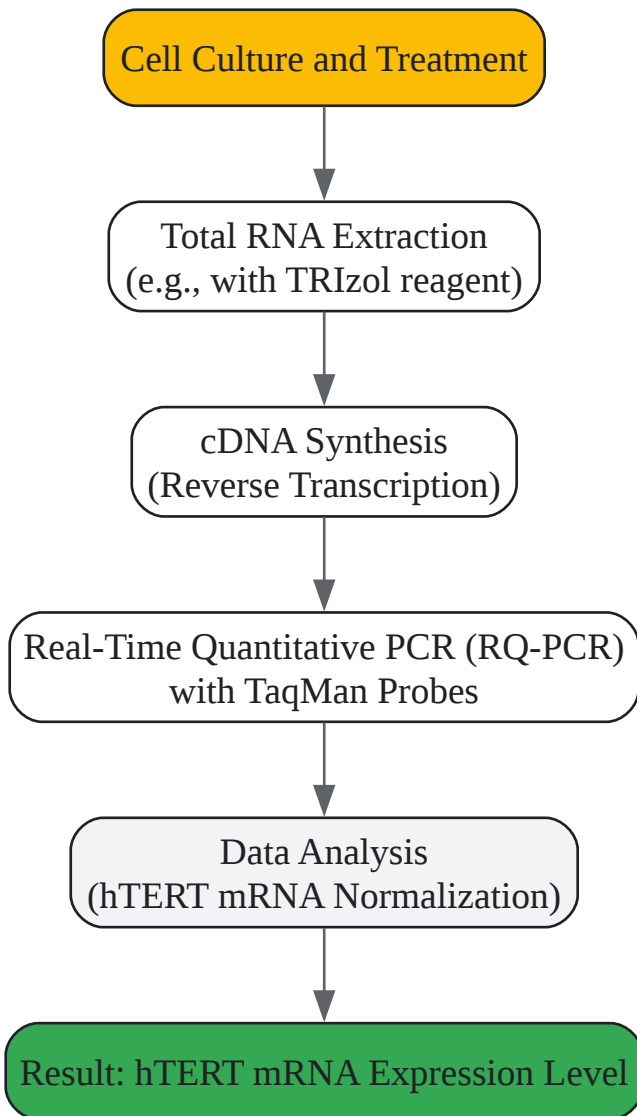 Cell Culture and Treatment
Total RNA Extraction
(e.g., with TRIzol reagent)
cDNA Synthesis
(Reverse Transcription)
Real-Time Quantitative PCR (RQ-PCR)
with TaqMan Probes
Data Analysis
(hTERT mRNA Normalization)
Result: hTERT mRNA Expression Level